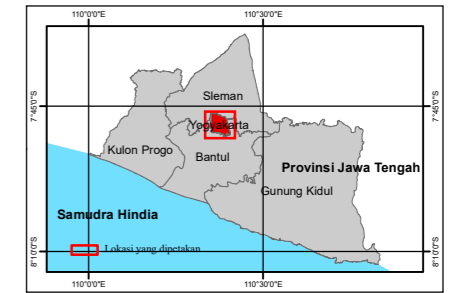 110°0'0"E 110°30'0"E
7°45'0"S 7°45'0"S
Sleman
Yogyakarta
Kulon Progo
Bantul
Provinsi Jawa Tengah
Gunung Kidul
Samudra Hindia
Lokasi yang dipetakan
8°10'0"S 8°10'0"S
110°0'0"E 110°30'0"E